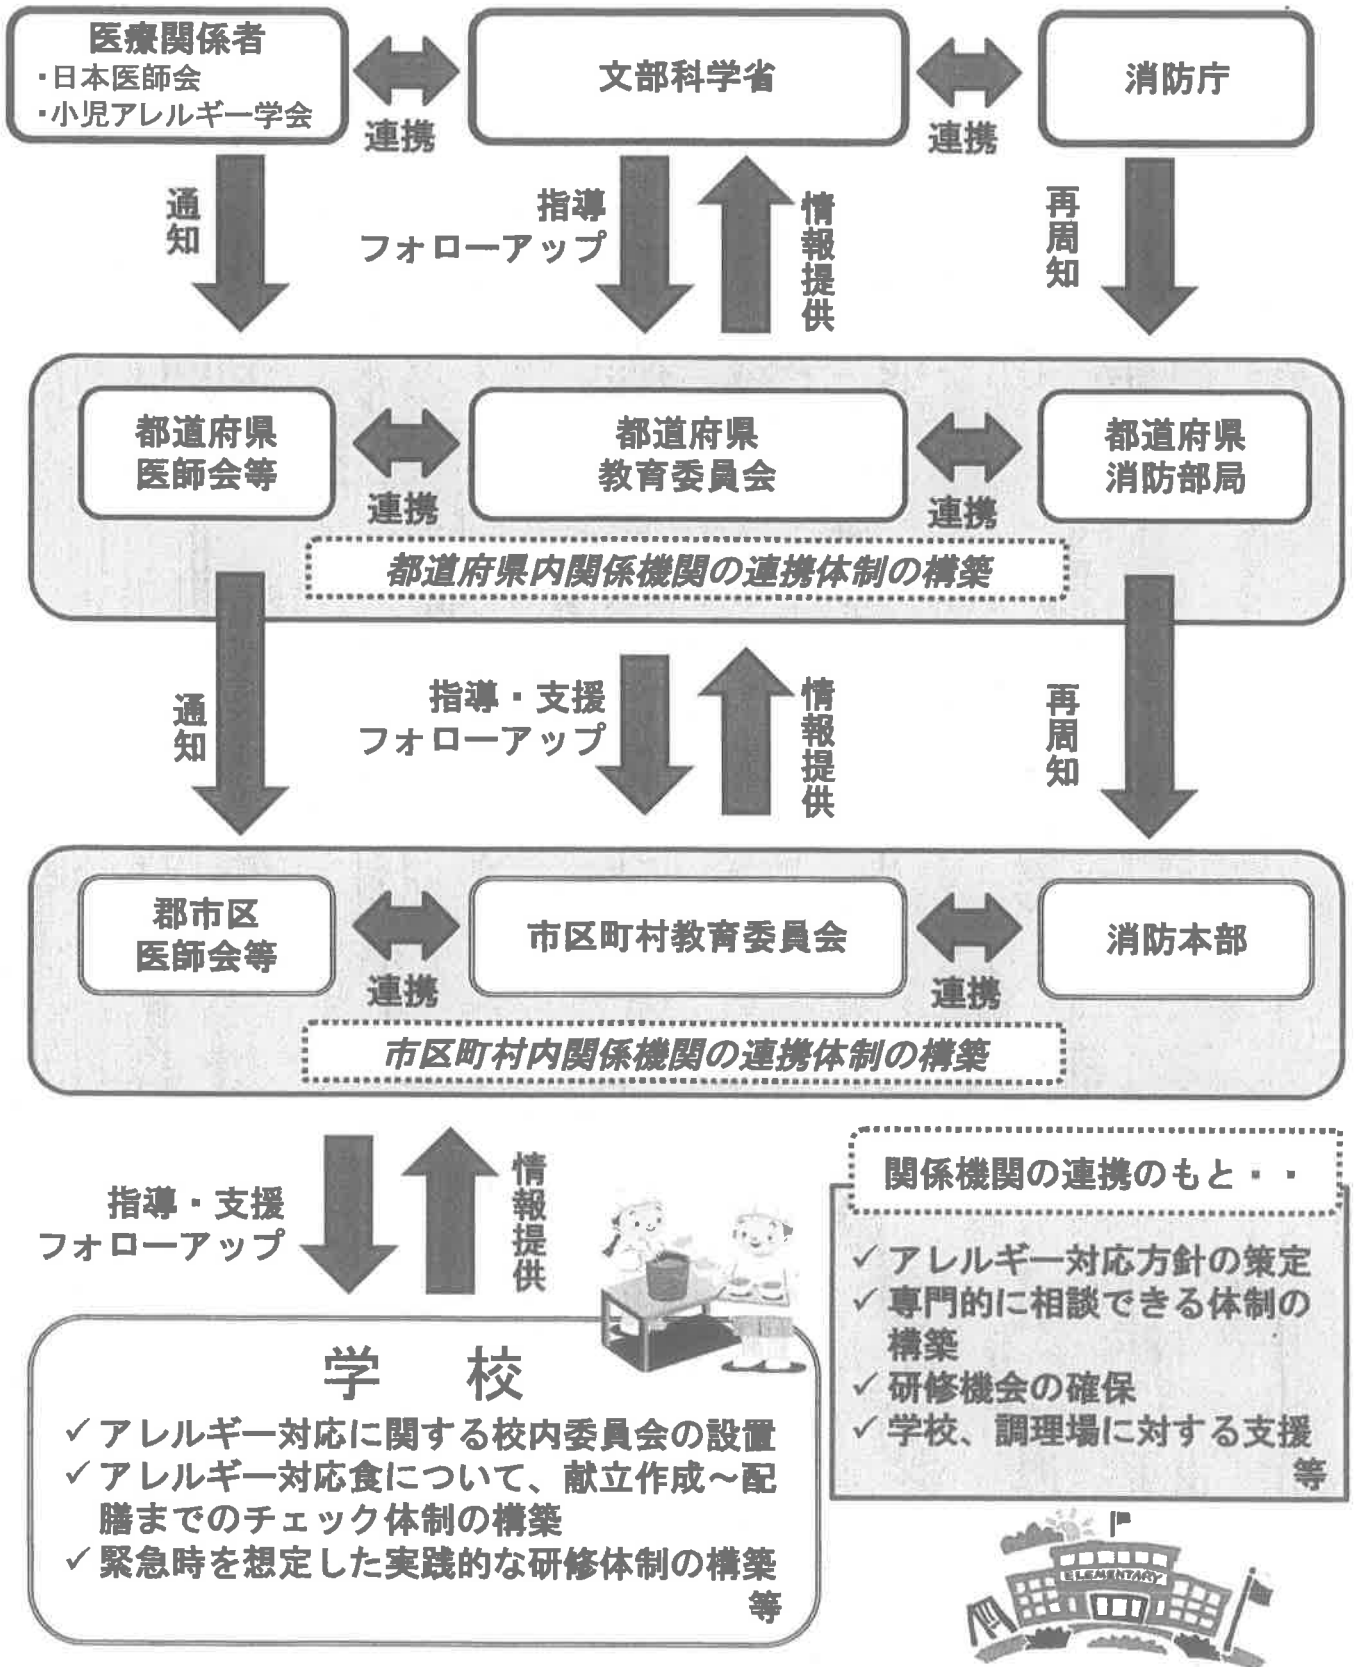 医療関係者
・日本医師会
・小児アレルギー学会
連携
文部科学省
連携
消防庁
通知
指導
フォローアップ
情報提供
再周知
都道府県
医師会等
連携
都道府県
教育委員会
連携
都道府県
消防部局
都道府県内関係機関の連携体制の構築
通知
指導・支援
フォローアップ
情報提供
再周知
郡市区
医師会等
連携
市区町村教育委員会
連携
消防本部
市区町村内関係機関の連携体制の構築
指導・支援
フォローアップ
情報提供
学　校
✓アレルギー対応に関する校内委員会の設置
✓アレルギー対応食について、献立作成～配
膳までのチェック体制の構築
✓緊急時を想定した実践的な研修体制の構築
等
関係機関の連携のもと・・
✓アレルギー対応方針の策定
✓専門的に相談できる体制の
構築
✓研修機会の確保
✓学校、調理場に対する支援
等
ELEMENTARY